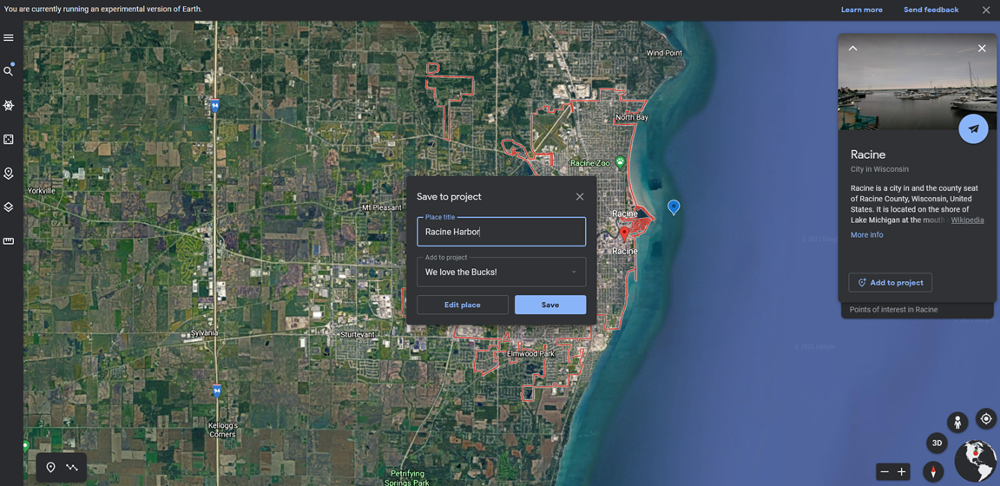 You are currently running an experimental version of Earth.
Learn more
Send feedback
Wind Point
94
North Bay
Racine Zoo
Yorkville
Mt Pleasant
Racine
Racine
Save to project
Place title
Racine Harbor
Add to project
We love the Bucks!
Edit place
Save
Sylvania
Sturtevant
Elmwood Park
94
Kellogg's
Corners
Petrifying
Springs Park
Racine
City in Wisconsin
Racine is a city in and the county seat
of Racine County, Wisconsin, United
States. It is located on the shore of
Lake Michigan at the mouth Wikipedia
More info
Add to project
Points of interest in Racine
3D